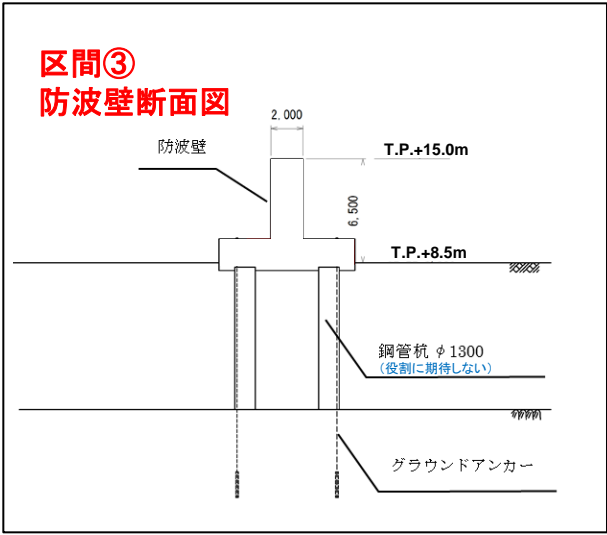 区間③
防波壁断面図
2.000
防波壁
T.P.+15.0m
6.500
T.P.+8.5m
鋼管杭 φ1300
(役割に期待しない)
グラウンドアンカー